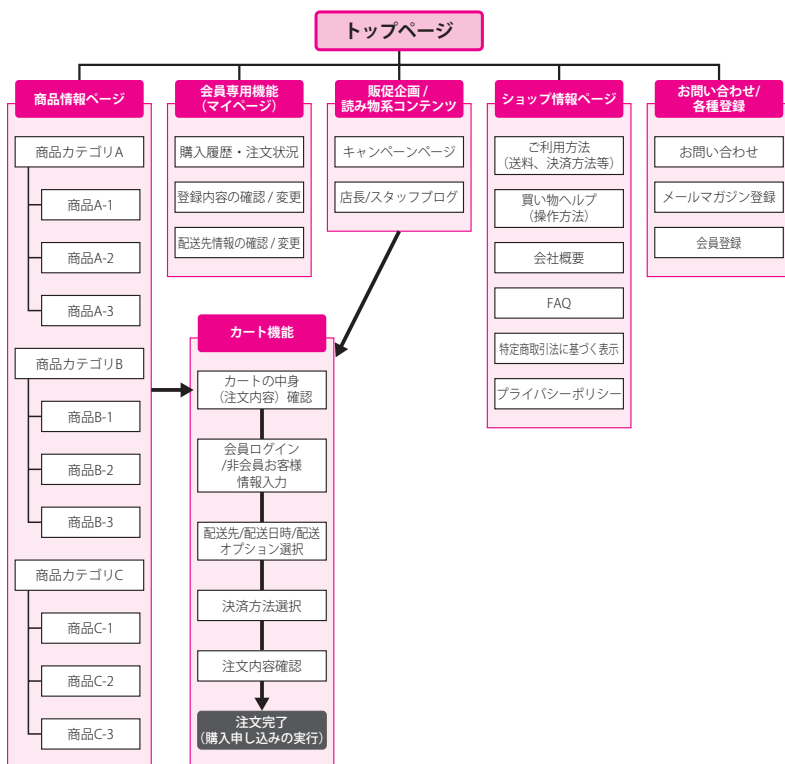 トップページ
商品情報ページ
商品カテゴリA
商品A-1
商品A-2
商品A-3
商品カテゴリB
商品B-1
商品B-2
商品B-3
商品カテゴリC
商品C-1
商品C-2
商品C-3
会員専用機能
（マイページ）
購入履歴・注文状況
登録内容の確認 / 変更
配送先情報の確認 / 変更
販促企画 /
読み物系コンテンツ
キャンペーンページ
店長/スタッフブログ
カート機能
カートの中身
（注文内容）確認
会員ログイン
/非会員お客様
情報入力
配送先/配送日時/配送
オプション選択
決済方法選択
注文内容確認
注文完了
（購入申し込みの実行）
ショップ情報ページ
ご利用方法
（送料、決済方法等）
買い物ヘルプ
（操作方法）
会社概要
FAQ
特定商取引法に基づく表示
プライバシーポリシー
お問い合わせ/
各種登録
お問い合わせ
メールマガジン登録
会員登録